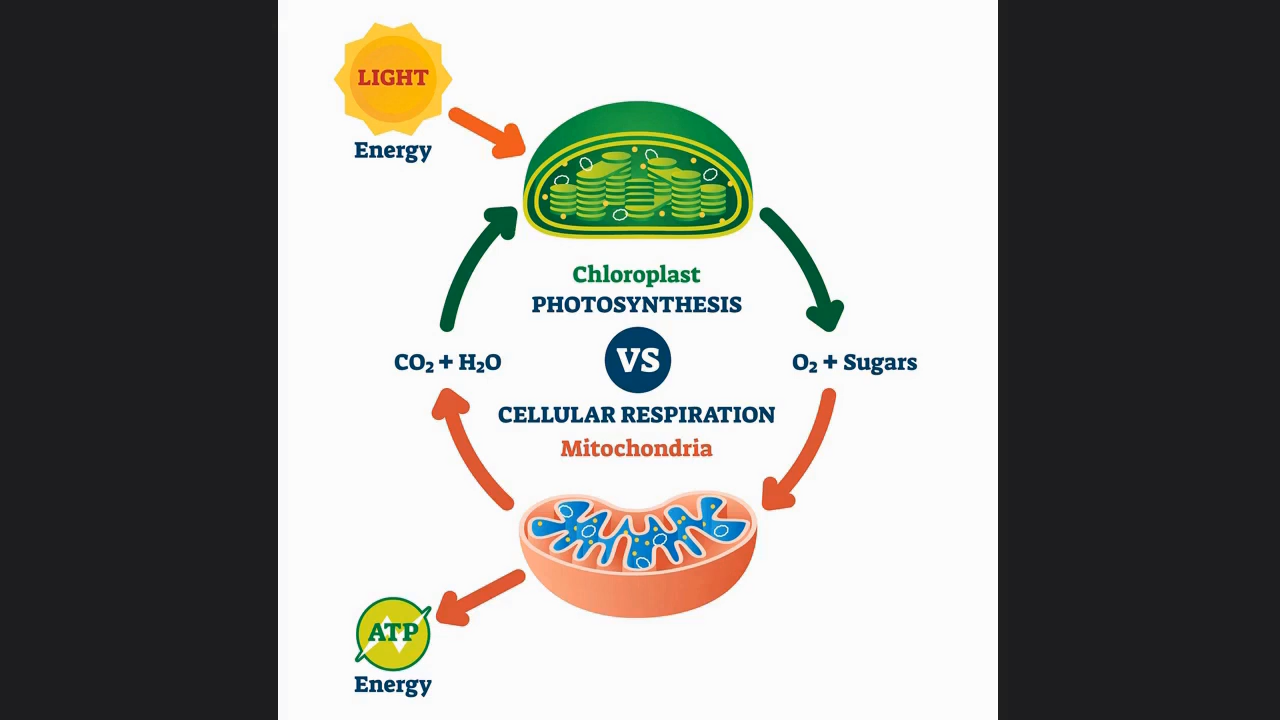 LIGHT
Energy
Chloroplast
PHOTOSYNTHESIS
CO₂ + H₂O
VS
O₂ + Sugars
CELLULAR RESPIRATION
Mitochondria
ATP
Energy